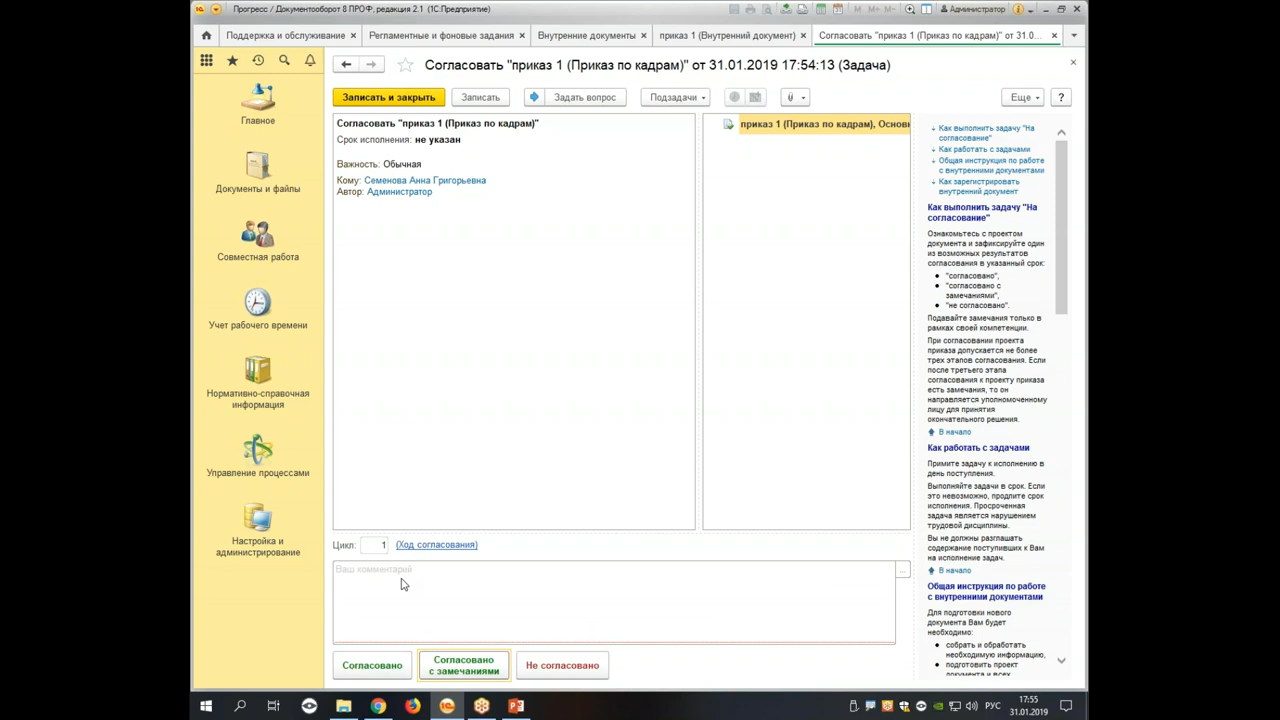 Прогресс / Документооборот 8 ПРОФ, редакция 2.1 (1С:Предприятие)
M M+ M-
Администратор
Поддержка и обслуживание
Регламентные и фоновые задания
Внутренние документы
приказ 1 (Внутренний документ)
Согласовать "приказ 1 (Приказ по кадрам)" от 31.0...
Согласовать "приказ 1 (Приказ по кадрам)" от 31.01.2019 17:54:13 (Задача)
Записать и закрыть
Записать
Задать вопрос
Подзадачи
Еще
?
Главное
Документы и файлы
Совместная работа
Учет рабочего времени
Нормативно-справочная
информация
Управление процессами
Настройка и
администрирование
Согласовать "приказ 1 (Приказ по кадрам)"
Срок исполнения: не указан
Важность: Обычная
Кому: Семенова Анна Григорьевна
Автор: Администратор
приказ 1 (Приказ по кадрам), Основн
Цикл: 1 (Ход согласования)
Ваш комментарий
...
Согласовано
Согласовано
с замечаниями
Не согласовано
Как выполнить задачу "На
согласование"
Как работать с задачами
Общая инструкция по работе
с внутренними документами
Как зарегистрировать
внутренний документ
Как выполнить задачу "На
согласование"
Ознакомьтесь с проектом
документа и зафиксируйте один
из возможных результатов
согласования в указанный срок:
"согласовано",
"согласовано с
замечаниями",
"не согласовано".
Подавайте замечания только в
рамках своей компетенции.
При согласовании проекта
приказа допускается не более
трех этапов согласования. Если
после третьего этапа
согласования к проекту приказа
есть замечания, то он
направляется уполномоченному
лицу для принятия
окончательного решения.
В начало
Как работать с задачами
Примите задачу к исполнению в
день поступления.
Выполняйте задачи в срок. Если
это невозможно, продлите срок
исполнения. Просроченная
задача является нарушением
трудовой дисциплины.
Вы не должны разглашать
содержание поступивших к Вам
на исполнение задач.
В начало
Общая инструкция по работе
с внутренними документами
Для подготовки нового
документа Вам будет
необходимо:
собрать и обработать
необходимую информацию,
подготовить проект
документа и всех
РУС
17:55
31.01.2019